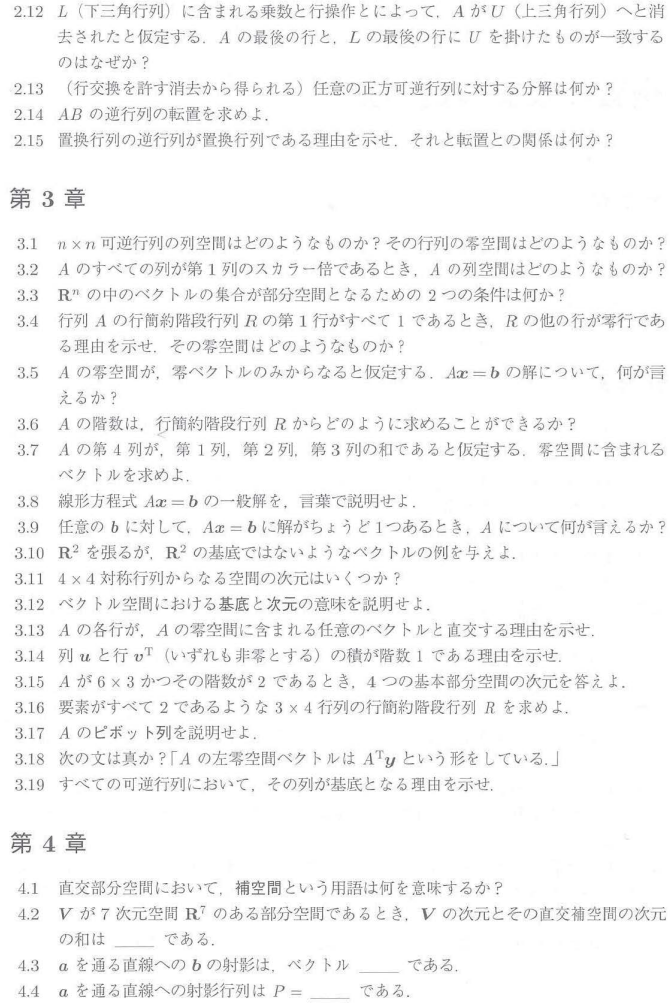 2.12 L（下三角行列）に含まれる乗数と行操作とによって，A が U（上三角行列）へと消
去されたと仮定する．A の最後の行と，L の最後の行に U を掛けたものが一致する
のはなぜか？
2.13 （行交換を許す消去から得られる）任意の正方可逆行列に対する分解は何か？
2.14 AB の逆行列の転置を求めよ．
2.15 置換行列の逆行列が置換行列である理由を示せ．それと転置との関係は何か？
第 3 章
3.1 n × n 可逆行列の列空間はどのようなものか？その行列の零空間はどのようなものか？
3.2 A のすべての列が第 1 列のスカラー倍であるとき，A の列空間はどのようなものか？
3.3 Rⁿ の中のベクトルの集合が部分空間となるための 2 つの条件は何か？
3.4 行列 A の行簡約階段行列 R の第 1 行がすべて 1 であるとき，R の他の行が零行であ
る理由を示せ．その零空間はどのようなものか？
3.5 A の零空間が，零ベクトルのみからなると仮定する．Ax = b の解について，何が言
えるか？
3.6 A の階数は，行簡約階段行列 R からどのように求めることができるか？
3.7 A の第 4 列が，第 1 列，第 2 列，第 3 列の和であると仮定する．零空間に含まれる
ベクトルを求めよ．
3.8 線形方程式 Ax = b の一般解を，言葉で説明せよ．
3.9 任意の b に対して，Ax = b に解がちょうど 1 つあるとき，A について何が言えるか？
3.10 R² を張るが，R² の基底ではないようなベクトルの例を与えよ．
3.11 4 × 4 対称行列からなる空間の次元はいくつか？
3.12 ベクトル空間における基底と次元の意味を説明せよ．
3.13 A の各行が，A の零空間に含まれる任意のベクトルと直交する理由を示せ．
3.14 列 u と行 vᵀ（いずれも非零とする）の積が階数 1 である理由を示せ．
3.15 A が 6 × 3 かつその階数が 2 であるとき，4 つの基本部分空間の次元を答えよ．
3.16 要素がすべて 2 であるような 3 × 4 行列の行簡約階段行列 R を求めよ．
3.17 A のピボット列を説明せよ．
3.18 次の文は真か？「A の左零空間ベクトルは Aᵀy という形をしている．」
3.19 すべての可逆行列において，その列が基底となる理由を示せ．
第 4 章
4.1 直交部分空間において，補空間という用語は何を意味するか？
4.2 V が 7 次元空間 R⁷ のある部分空間であるとき，V の次元とその直交補空間の次元
の和は ____ である．
4.3 a を通る直線への b の射影は，ベクトル ____ である．
4.4 a を通る直線への射影行列は P = ____ である．